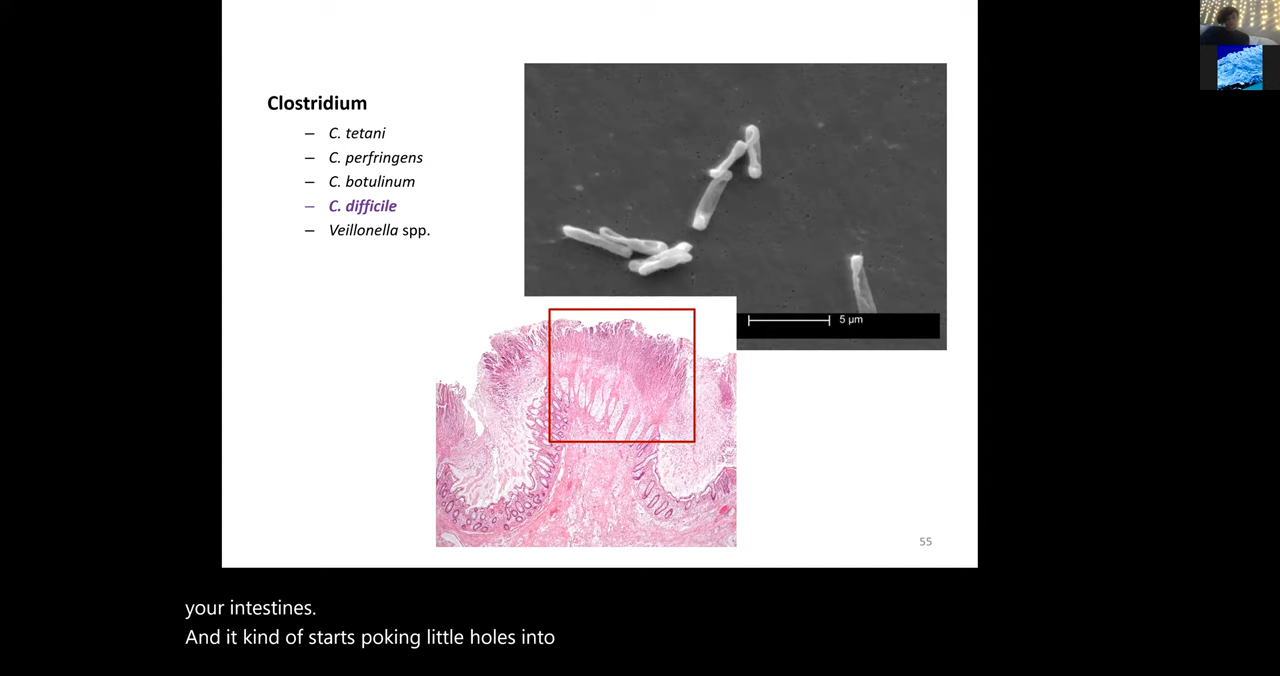 Clostridium
– C. tetani
– C. perfringens
– C. botulinum
– C. difficile
– Veillonella spp.
5 µm
55
your intestines.
And it kind of starts poking little holes into